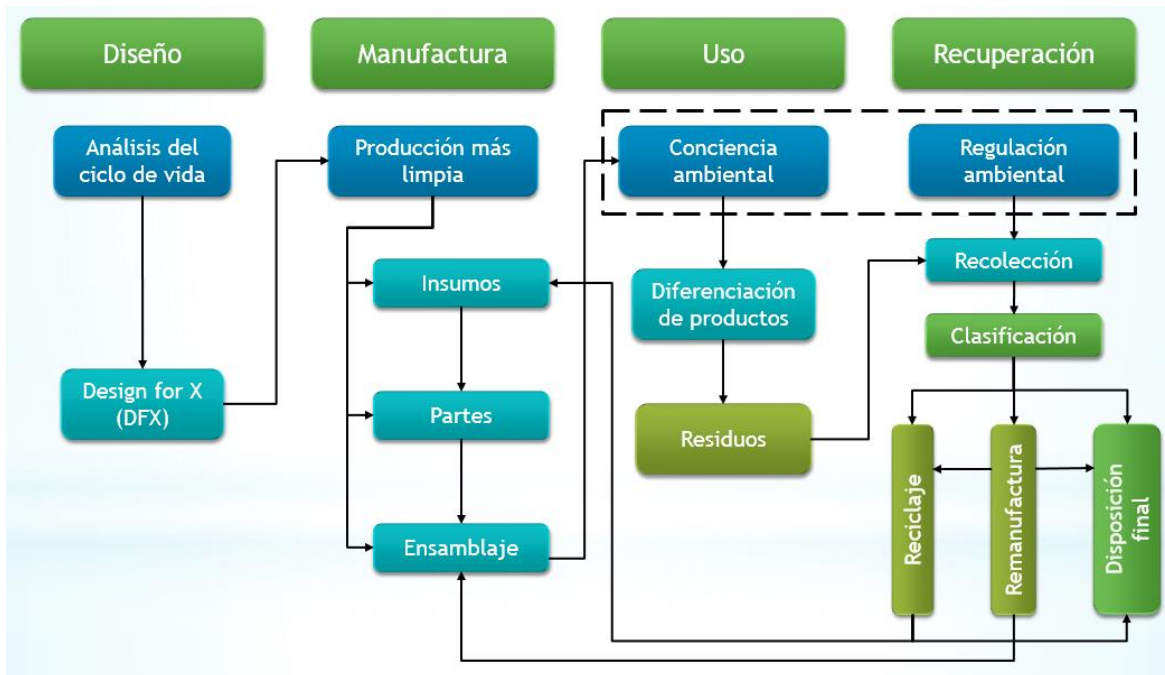 Diseño
Manufactura
Uso
Recuperación
Análisis del
ciclo de vida
Producción más
limpia
Conciencia
ambiental
Regulación
ambiental
Insumos
Diferenciación
de productos
Recolección
Clasificación
Design for X
(DFX)
Partes
Residuos
Ensamblaje
Reciclaje
Remanufactura
Disposición
final